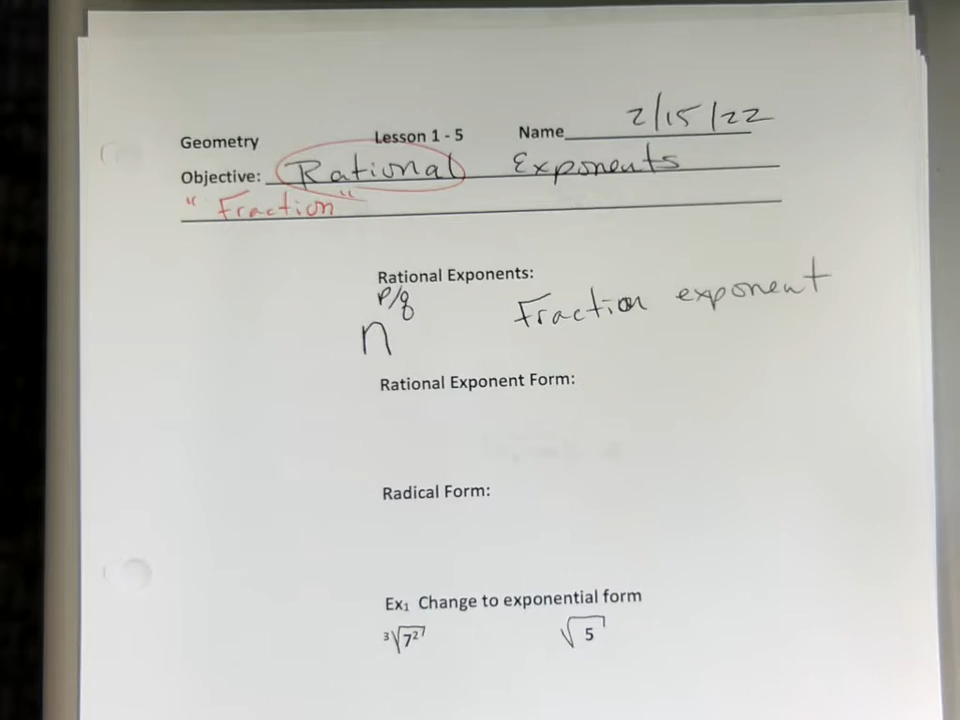 2/15/22
Geometry Lesson 1 - 5 Name
Objective: Rational Exponents
"Fraction"
Rational Exponents:
n^p/q Fraction exponent
Rational Exponent Form:
Radical Form:
Ex₁ Change to exponential form
³√7² √5